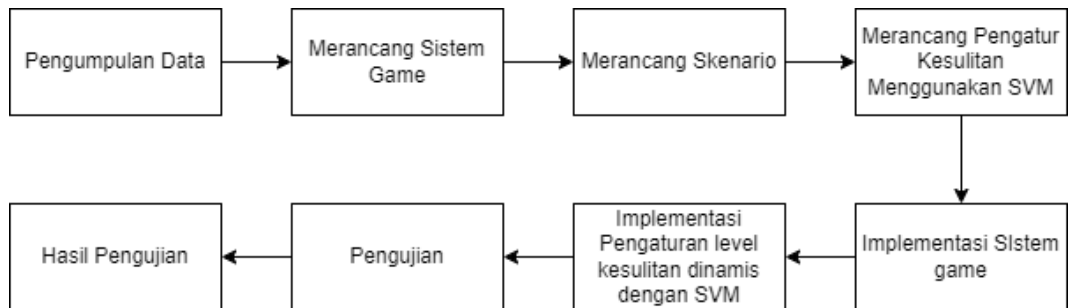 Pengumpulan Data
Merancang Sistem
Game
Merancang Skenario
Merancang Pengatur
Kesulitan
Menggunakan SVM
Implementasi SIstem
game
Implementasi
Pengaturan level
kesulitan dinamis
dengan SVM
Pengujian
Hasil Pengujian